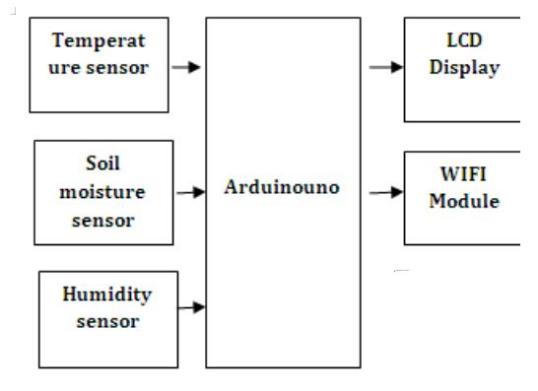 Temperat
ure sensor
Soil
moisture
sensor
Humidity
sensor
Arduinouno
LCD
Display
WIFI
Module